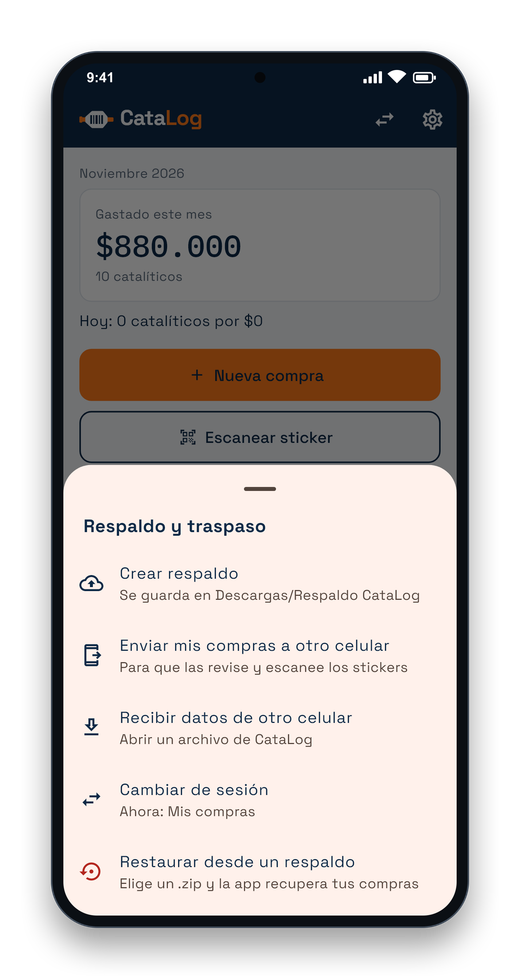 9:41
CataLog
Noviembre 2026
Gastado este mes
$880.000
10 catalíticos
Hoy: 0 catalíticos por $0
+ Nueva compra
Escanear sticker
Respaldo y traspaso
Crear respaldo
Se guarda en Descargas/Respaldo CataLog
Enviar mis compras a otro celular
Para que las revise y escanee los stickers
Recibir datos de otro celular
Abrir un archivo de CataLog
Cambiar de sesión
Ahora: Mis compras
Restaurar desde un respaldo
Elige un .zip y la app recupera tus compras